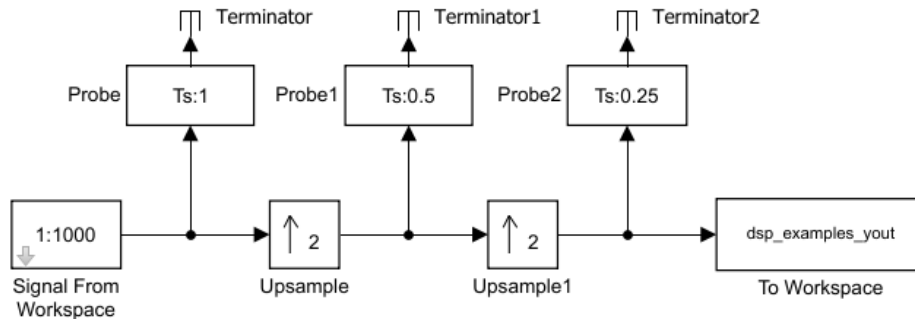 Terminator
Terminator1
Terminator2
Probe
Ts:1
Probe1
Ts:0.5
Probe2
Ts:0.25
1:1000
2
2
dsp_examples_yout
Signal From
Workspace
Upsample
Upsample1
To Workspace